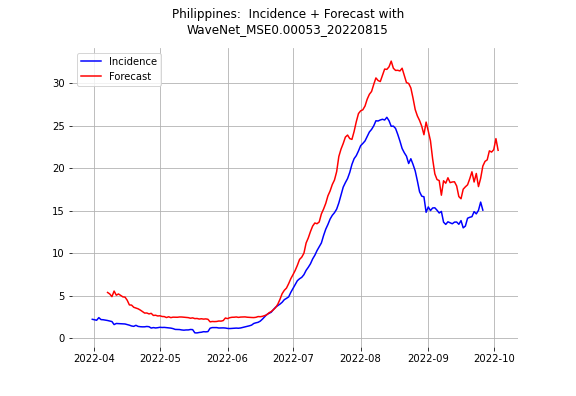 Philippines:  Incidence + Forecast with
WaveNet_MSE0.00053_20220815
Incidence
Forecast
30
25
20
15
10
5
0
2022-04 2022-05 2022-06 2022-07 2022-08 2022-09 2022-10